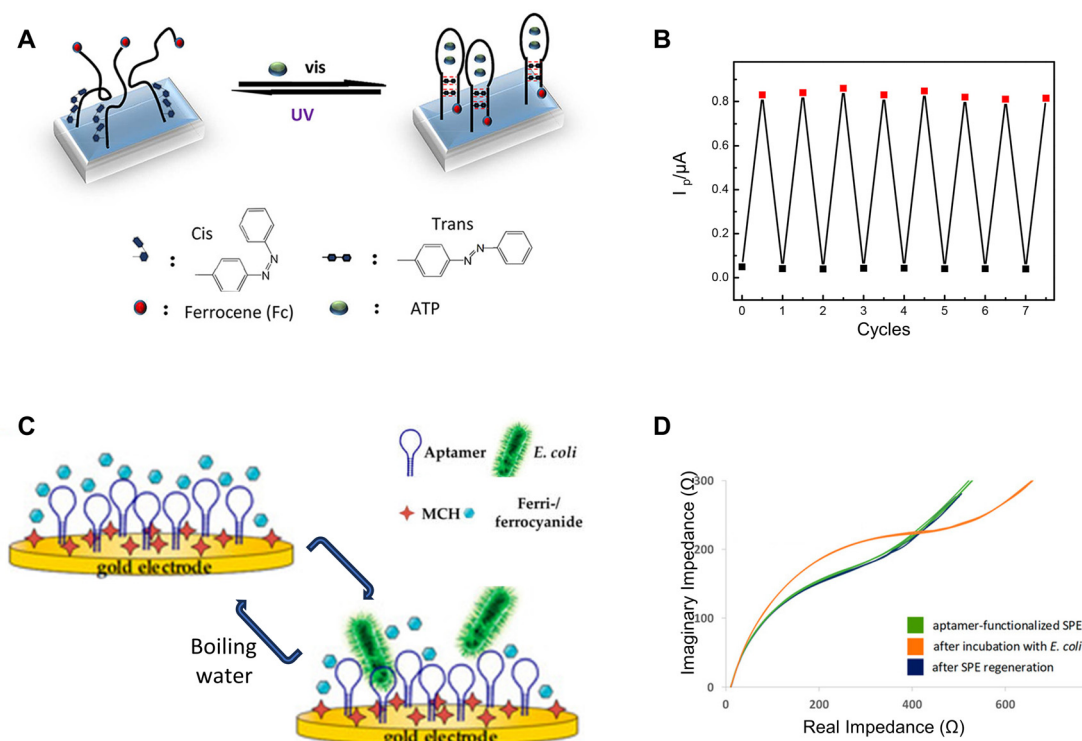 A
vis
UV
Cis
N
N
Trans
N
N
: Ferrocene (Fc)
: ATP
B
I p/μA
0.8
0.6
0.4
0.2
0.0
0 1 2 3 4 5 6 7
Cycles
C
Aptamer
E. coli
MCH
Ferri-/
ferrocyanide
gold electrode
Boiling
water
gold electrode
D
Imaginary Impedance (Ω)
300
200
100
0
aptamer-functionalized SPE
after incubation with E. coli
after SPE regeneration
0 200 400 600
Real Impedance (Ω)